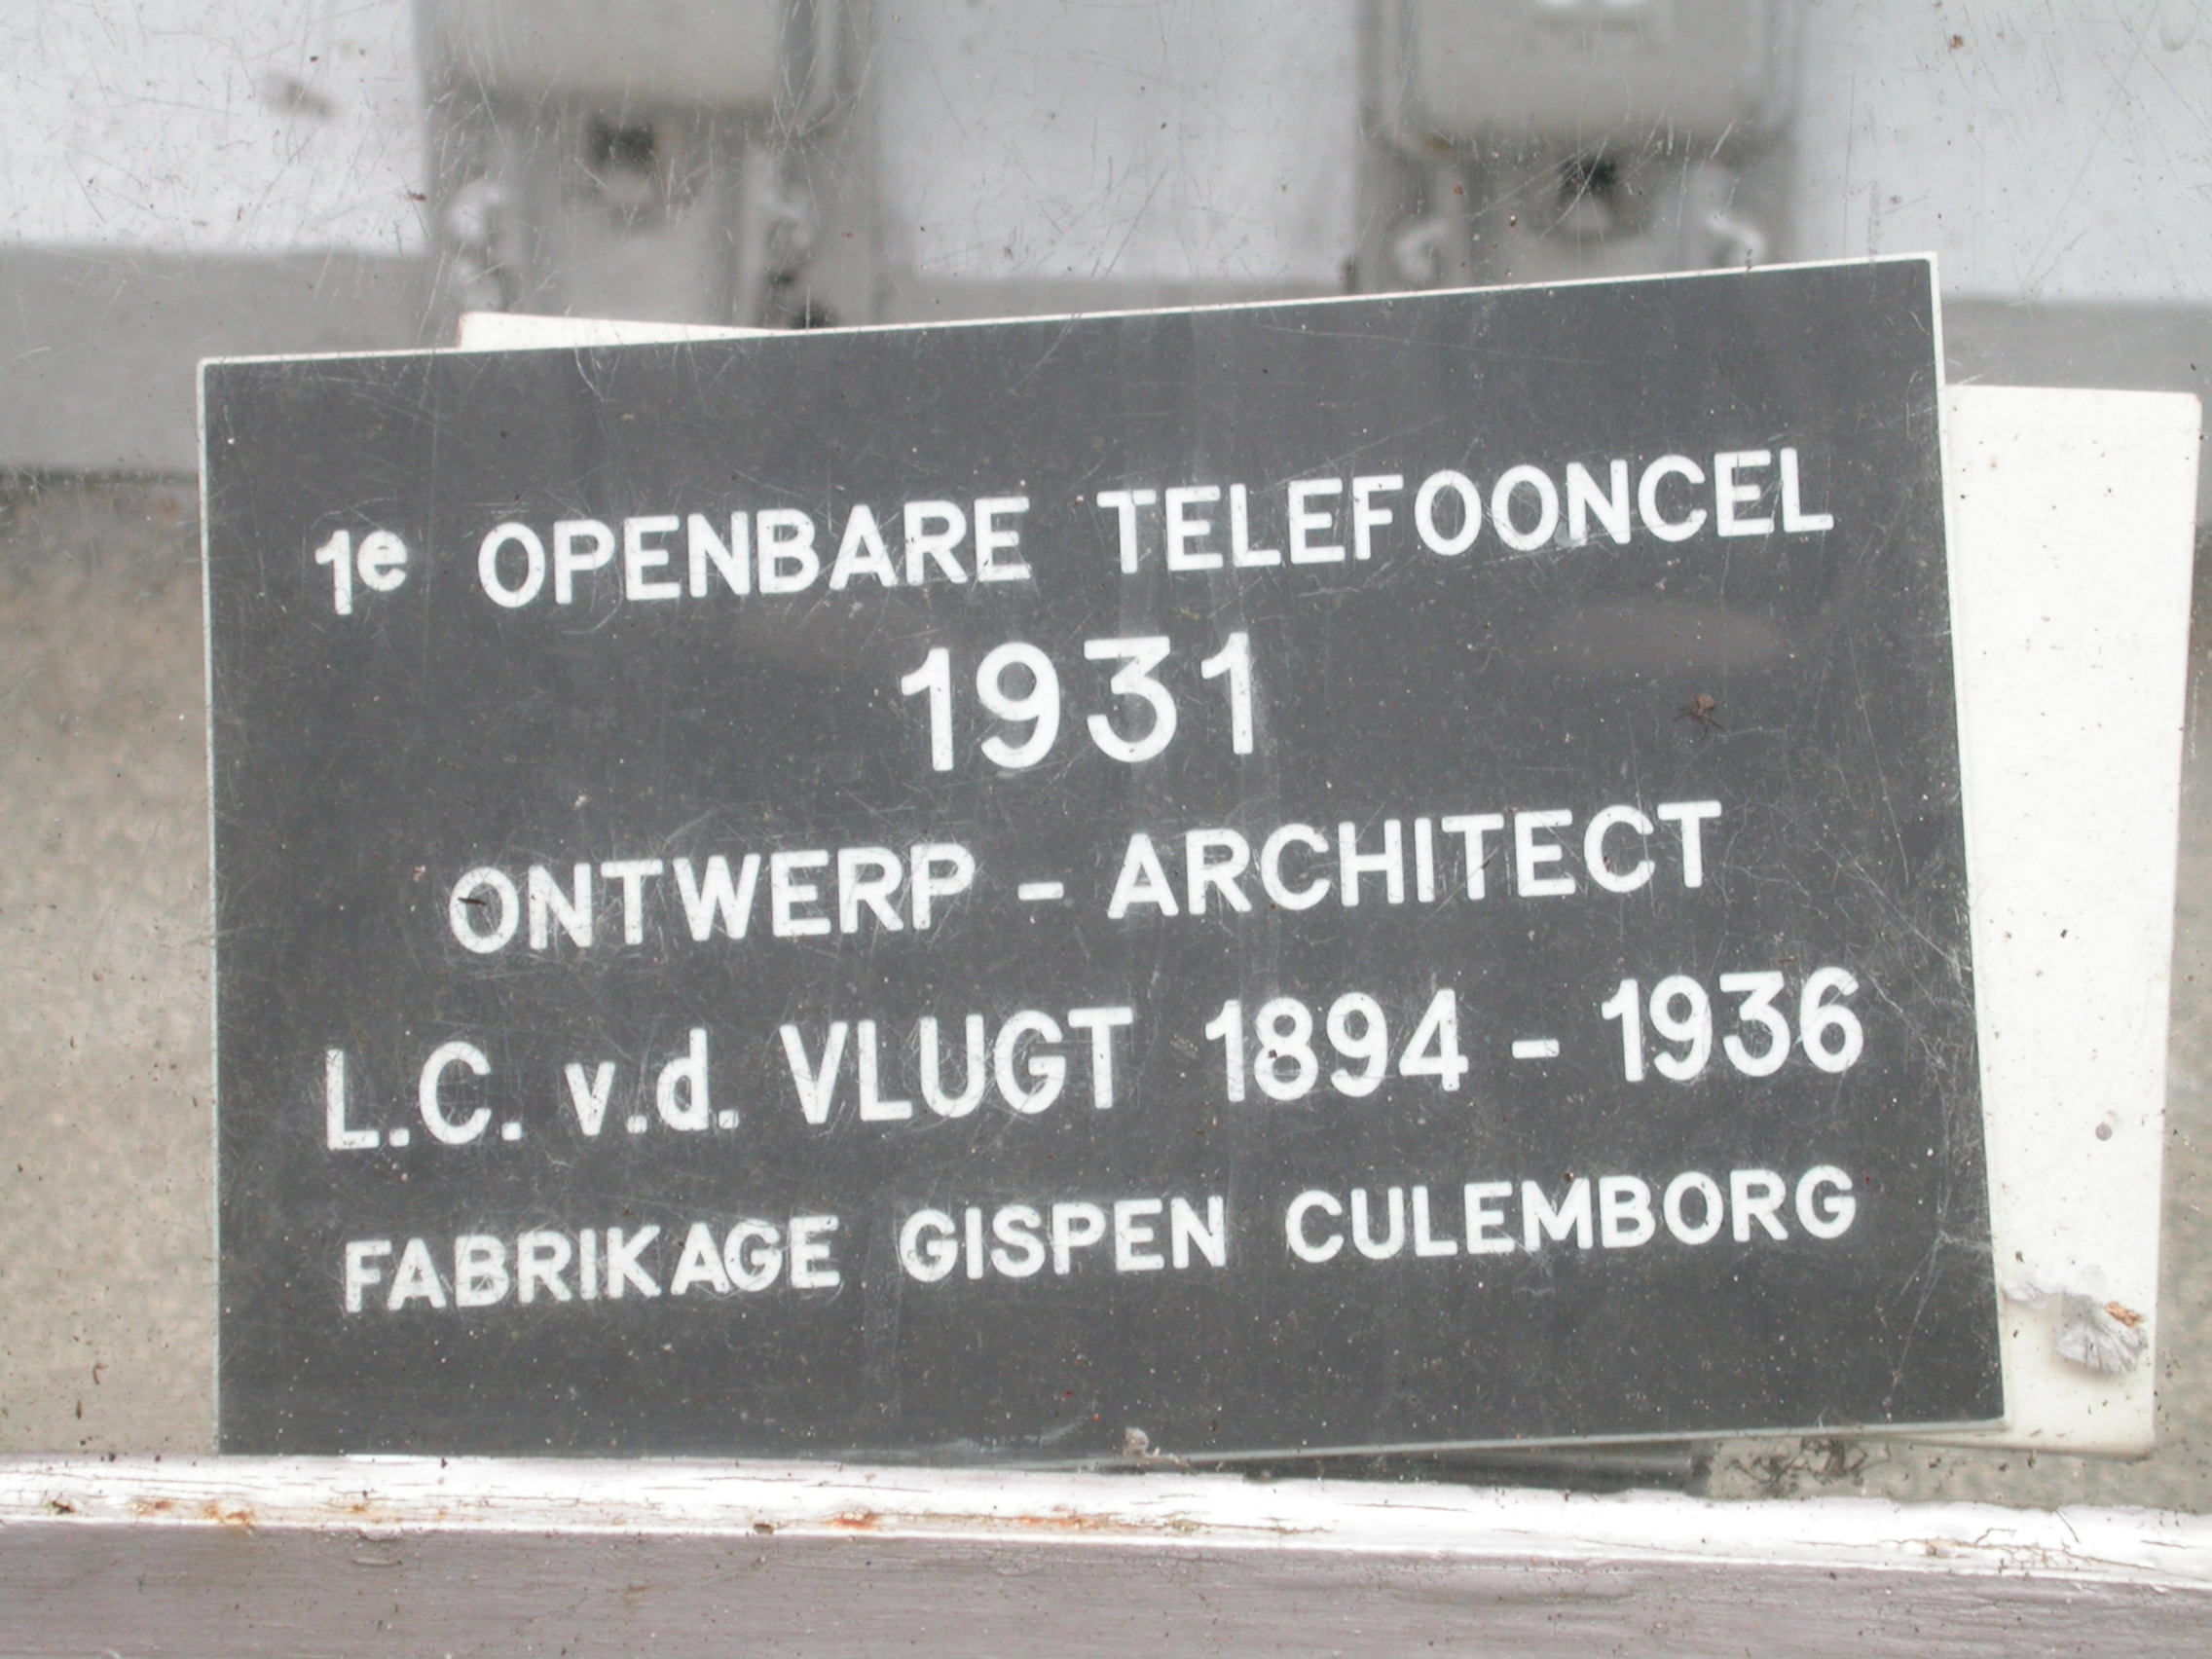 1e OPENBARE TELEFOONCEL
1931
ONTWERP - ARCHITECT
L.C. v.d. VLUGT 1894 - 1936
FABRIKAGE GISPEN CULEMBORG